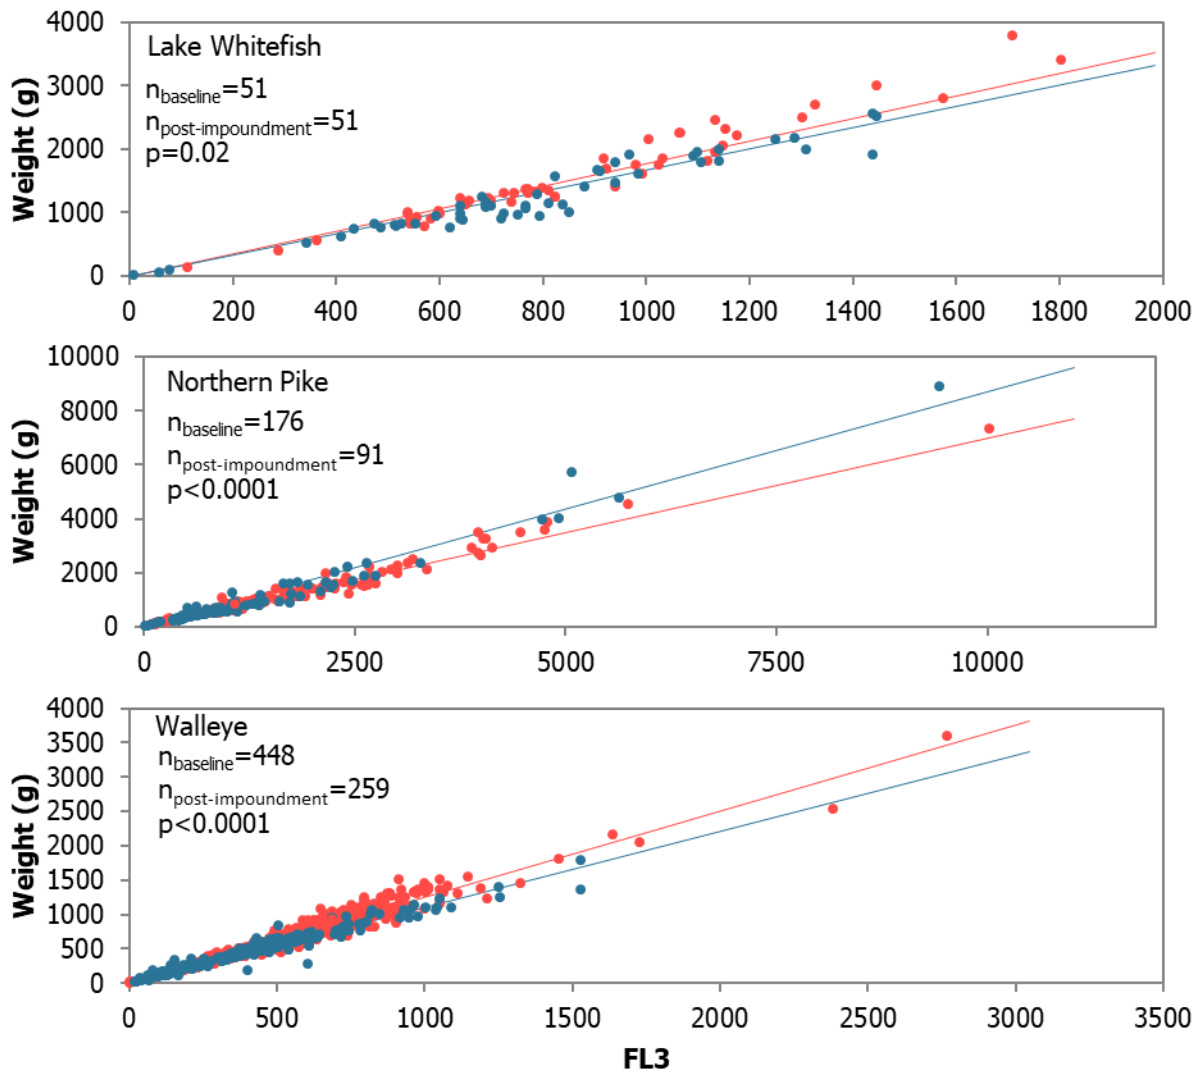 4000
3000
2000
1000
0
Weight (g)
Lake Whitefish
nbaseline=51
npost-impoundment=51
p=0.02
0 200 400 600 800 1000 1200 1400 1600 1800 2000
10000
8000
6000
4000
2000
0
Weight (g)
Northern Pike
nbaseline=176
npost-impoundment=91
p<0.0001
0 2500 5000 7500 10000
4000
3500
3000
2500
2000
1500
1000
500
0
Weight (g)
Walleye
nbaseline=448
npost-impoundment=259
p<0.0001
0 500 1000 1500 2000 2500 3000 3500
FL3